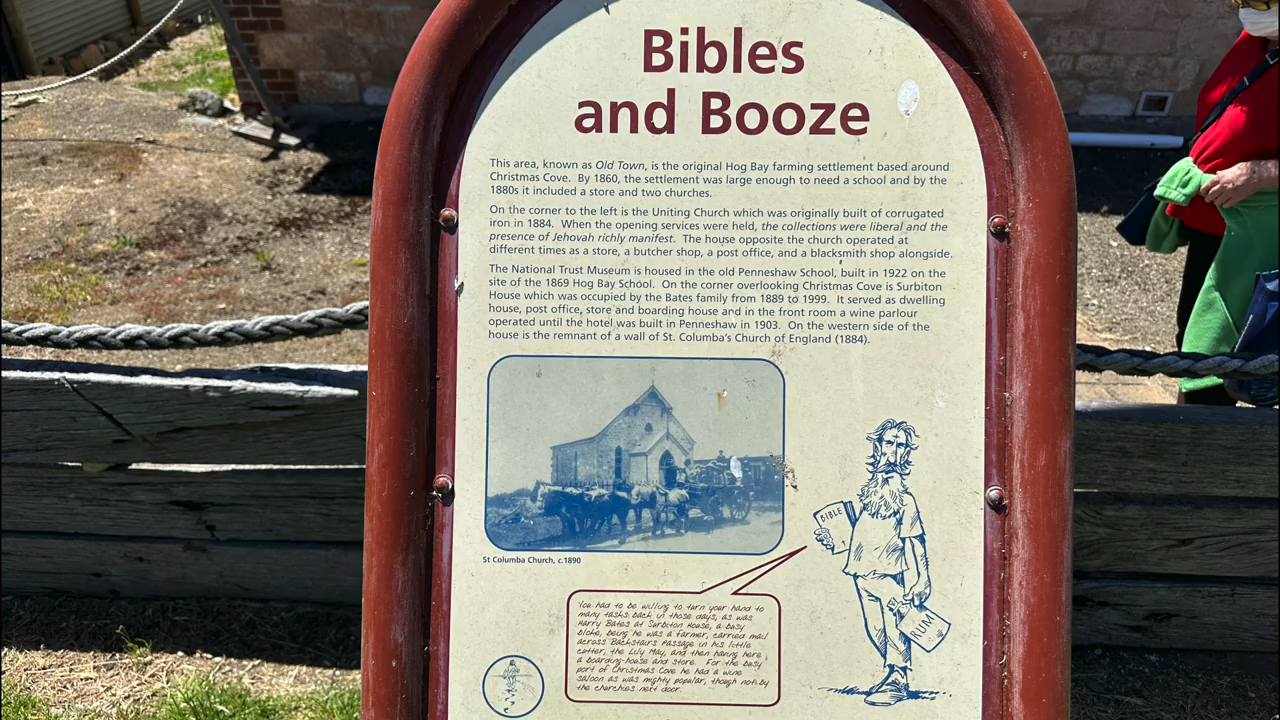 Bibles
and Booze
This area, known as Old Town, is the original Hog Bay farming settlement based around
Christmas Cove. By 1860, the settlement was large enough to need a school and by the
1880s it included a store and two churches.
On the corner to the left is the Uniting Church which was originally built of corrugated
iron in 1884. When the opening services were held, the collections were liberal and the
presence of Jehovah richly manifest. The house opposite the church operated at
different times as a store, a butcher shop, a post office, and a blacksmith shop alongside.
The National Trust Museum is housed in the old Penneshaw School, built in 1922 on the
site of the 1869 Hog Bay School. On the corner overlooking Christmas Cove is Surbiton
House which was occupied by the Bates family from 1889 to 1999. It served as dwelling
house, post office, store and boarding house and in the front room a wine parlour
operated until the hotel was built in Penneshaw in 1903. On the western side of the
house is the remnant of a wall of St. Columba's Church of England (1884).
St Columba Church, c.1890
BIBLE
RUM
You had to be willing to turn your hand to
many tasks back in those days, as was
Harry Bates at Surbiton House, a busy
bloke, being he was a farmer, carried mail
across Backstairs Passage in his little
cutter, the Lily May, and then having here
a boarding-house and store. For the busy
port of Christmas Cove he had a wine
saloon as was mighty popular, though not by
the churches next door.